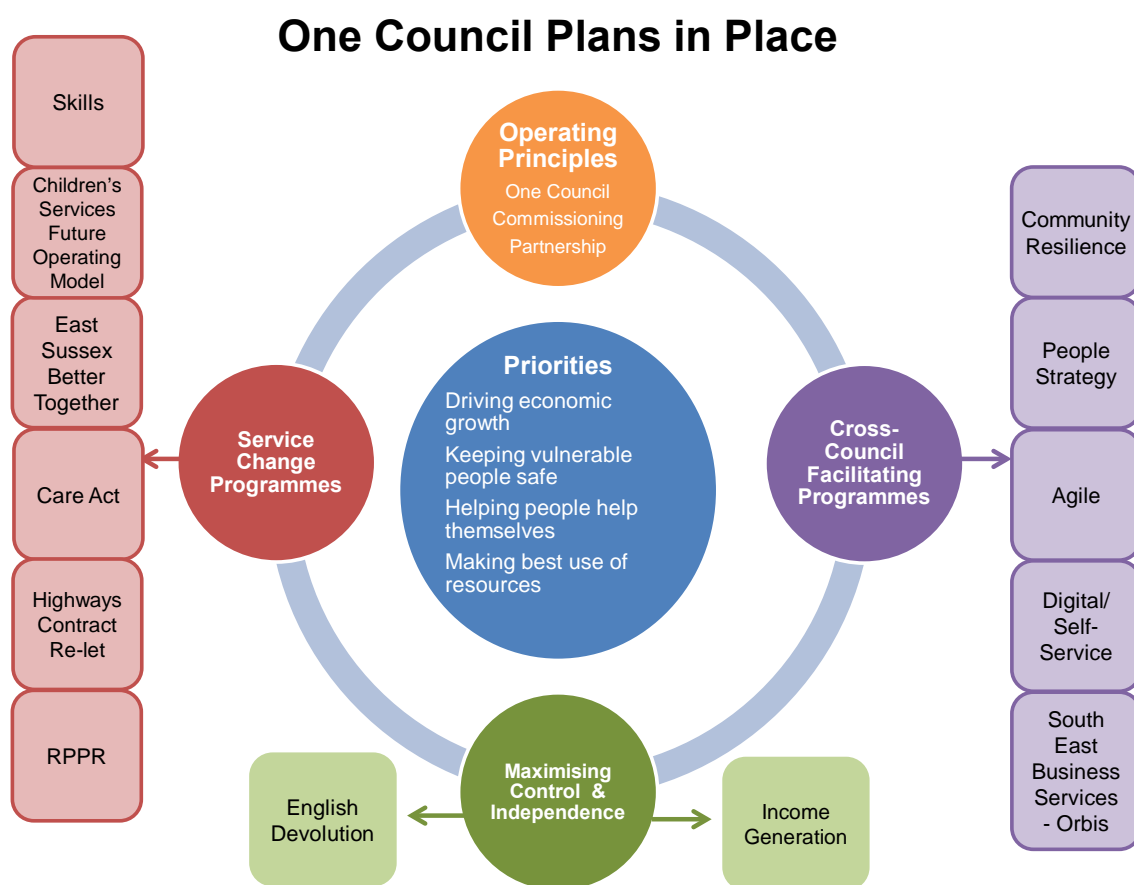 One Council Plans in Place
Skills
Children's
Services
Future
Operating
Model
East
Sussex
Better
Together
Care Act
Highways
Contract
Re-let
RPPR
Operating
Principles
One Council
Commissioning
Partnership
Service
Change
Programmes
Priorities
Driving economic
growth
Keeping vulnerable
people safe
Helping people help
themselves
Making best use of
resources
Cross-
Council
Facilitating
Programmes
Maximising
Control &
Independence
English
Devolution
Income
Generation
Community
Resilience
People
Strategy
Agile
Digital/
Self-
Service
South
East
Business
Services
- Orbis